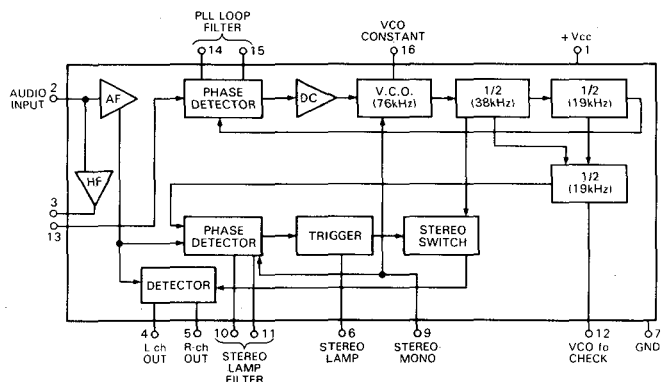 PLL LOOP
FILTER
14 15
VCO
CONSTANT
16
+Vcc
1
AUDIO
INPUT
2
AF
PHASE
DETECTOR
DC
V.C.O.
(76kHz)
1/2
(38kHz)
1/2
(19kHz)
HF
1/2
(19kHz)
3
13
PHASE
DETECTOR
TRIGGER
STEREO
SWITCH
DETECTOR
4 5 10 11 6 9 12 7
L ch
OUT
R-ch
OUT
STEREO
LAMP
FILTER
STEREO
LAMP
STEREO-
MONO
VCO fo
CHECK
GND